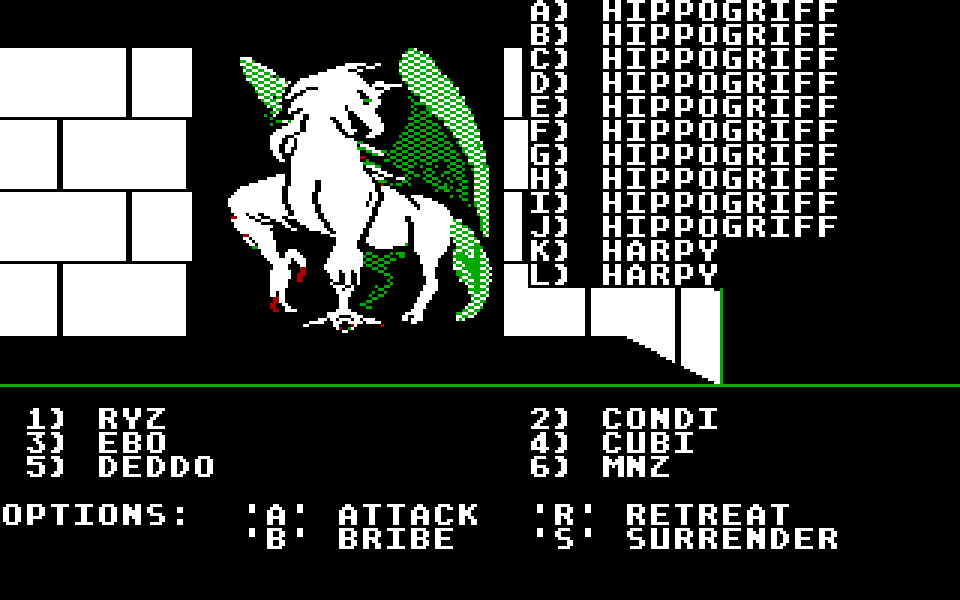 A) HIPPOGRIFF
B) HIPPOGRIFF
C) HIPPOGRIFF
D) HIPPOGRIFF
E) HIPPOGRIFF
F) HIPPOGRIFF
G) HIPPOGRIFF
H) HIPPOGRIFF
I) HIPPOGRIFF
J) HIPPOGRIFF
K) HARPY
L) HARPY
1) RYZ 2) CONDI
3) EBO 4) CUBI
5) DEDDO 6) MNZ
OPTIONS: 'A' ATTACK 'R' RETREAT
'B' BRIBE 'S' SURRENDER